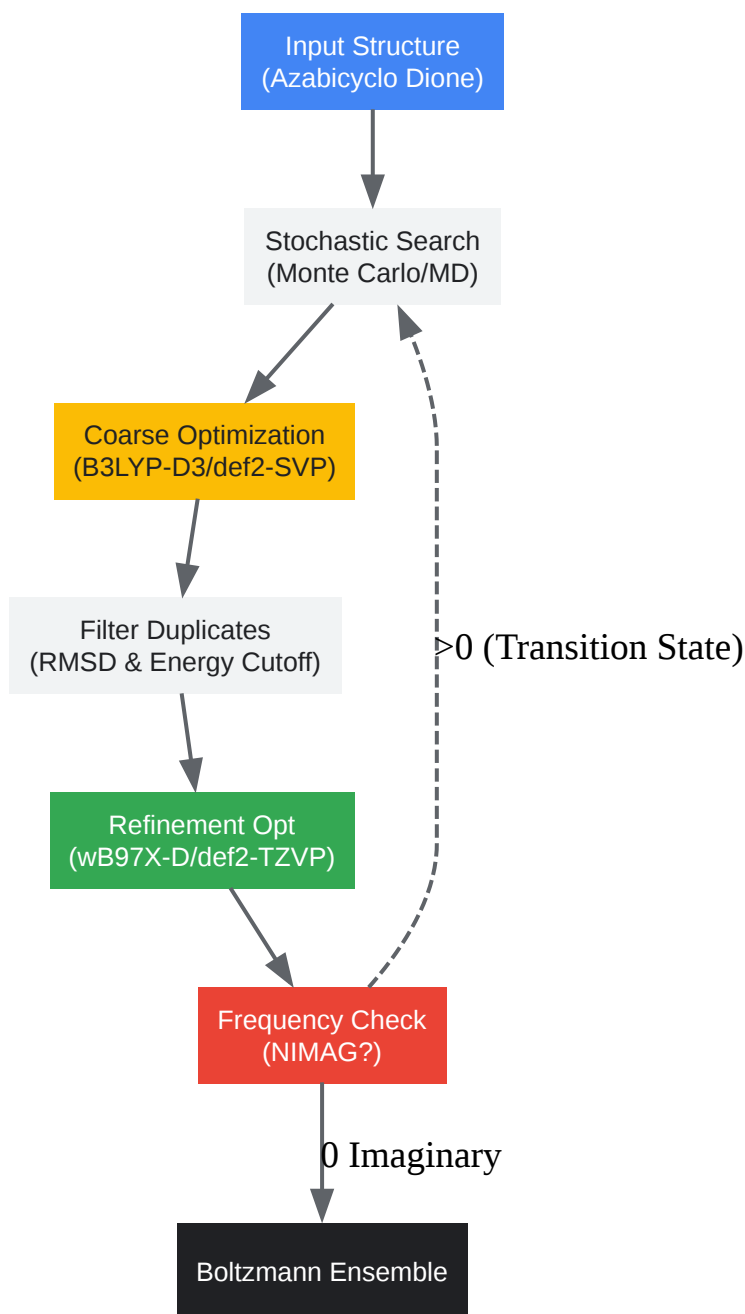 Input Structure
(Azabicyclo Dione)
Stochastic Search
(Monte Carlo/MD)
Coarse Optimization
(B3LYP-D3/def2-SVP)
Filter Duplicates
(RMSD & Energy Cutoff)
>0 (Transition State)
Refinement Opt
(wB97X-D/def2-TZVP)
Frequency Check
(NIMAG?)
0 Imaginary
Boltzmann Ensemble